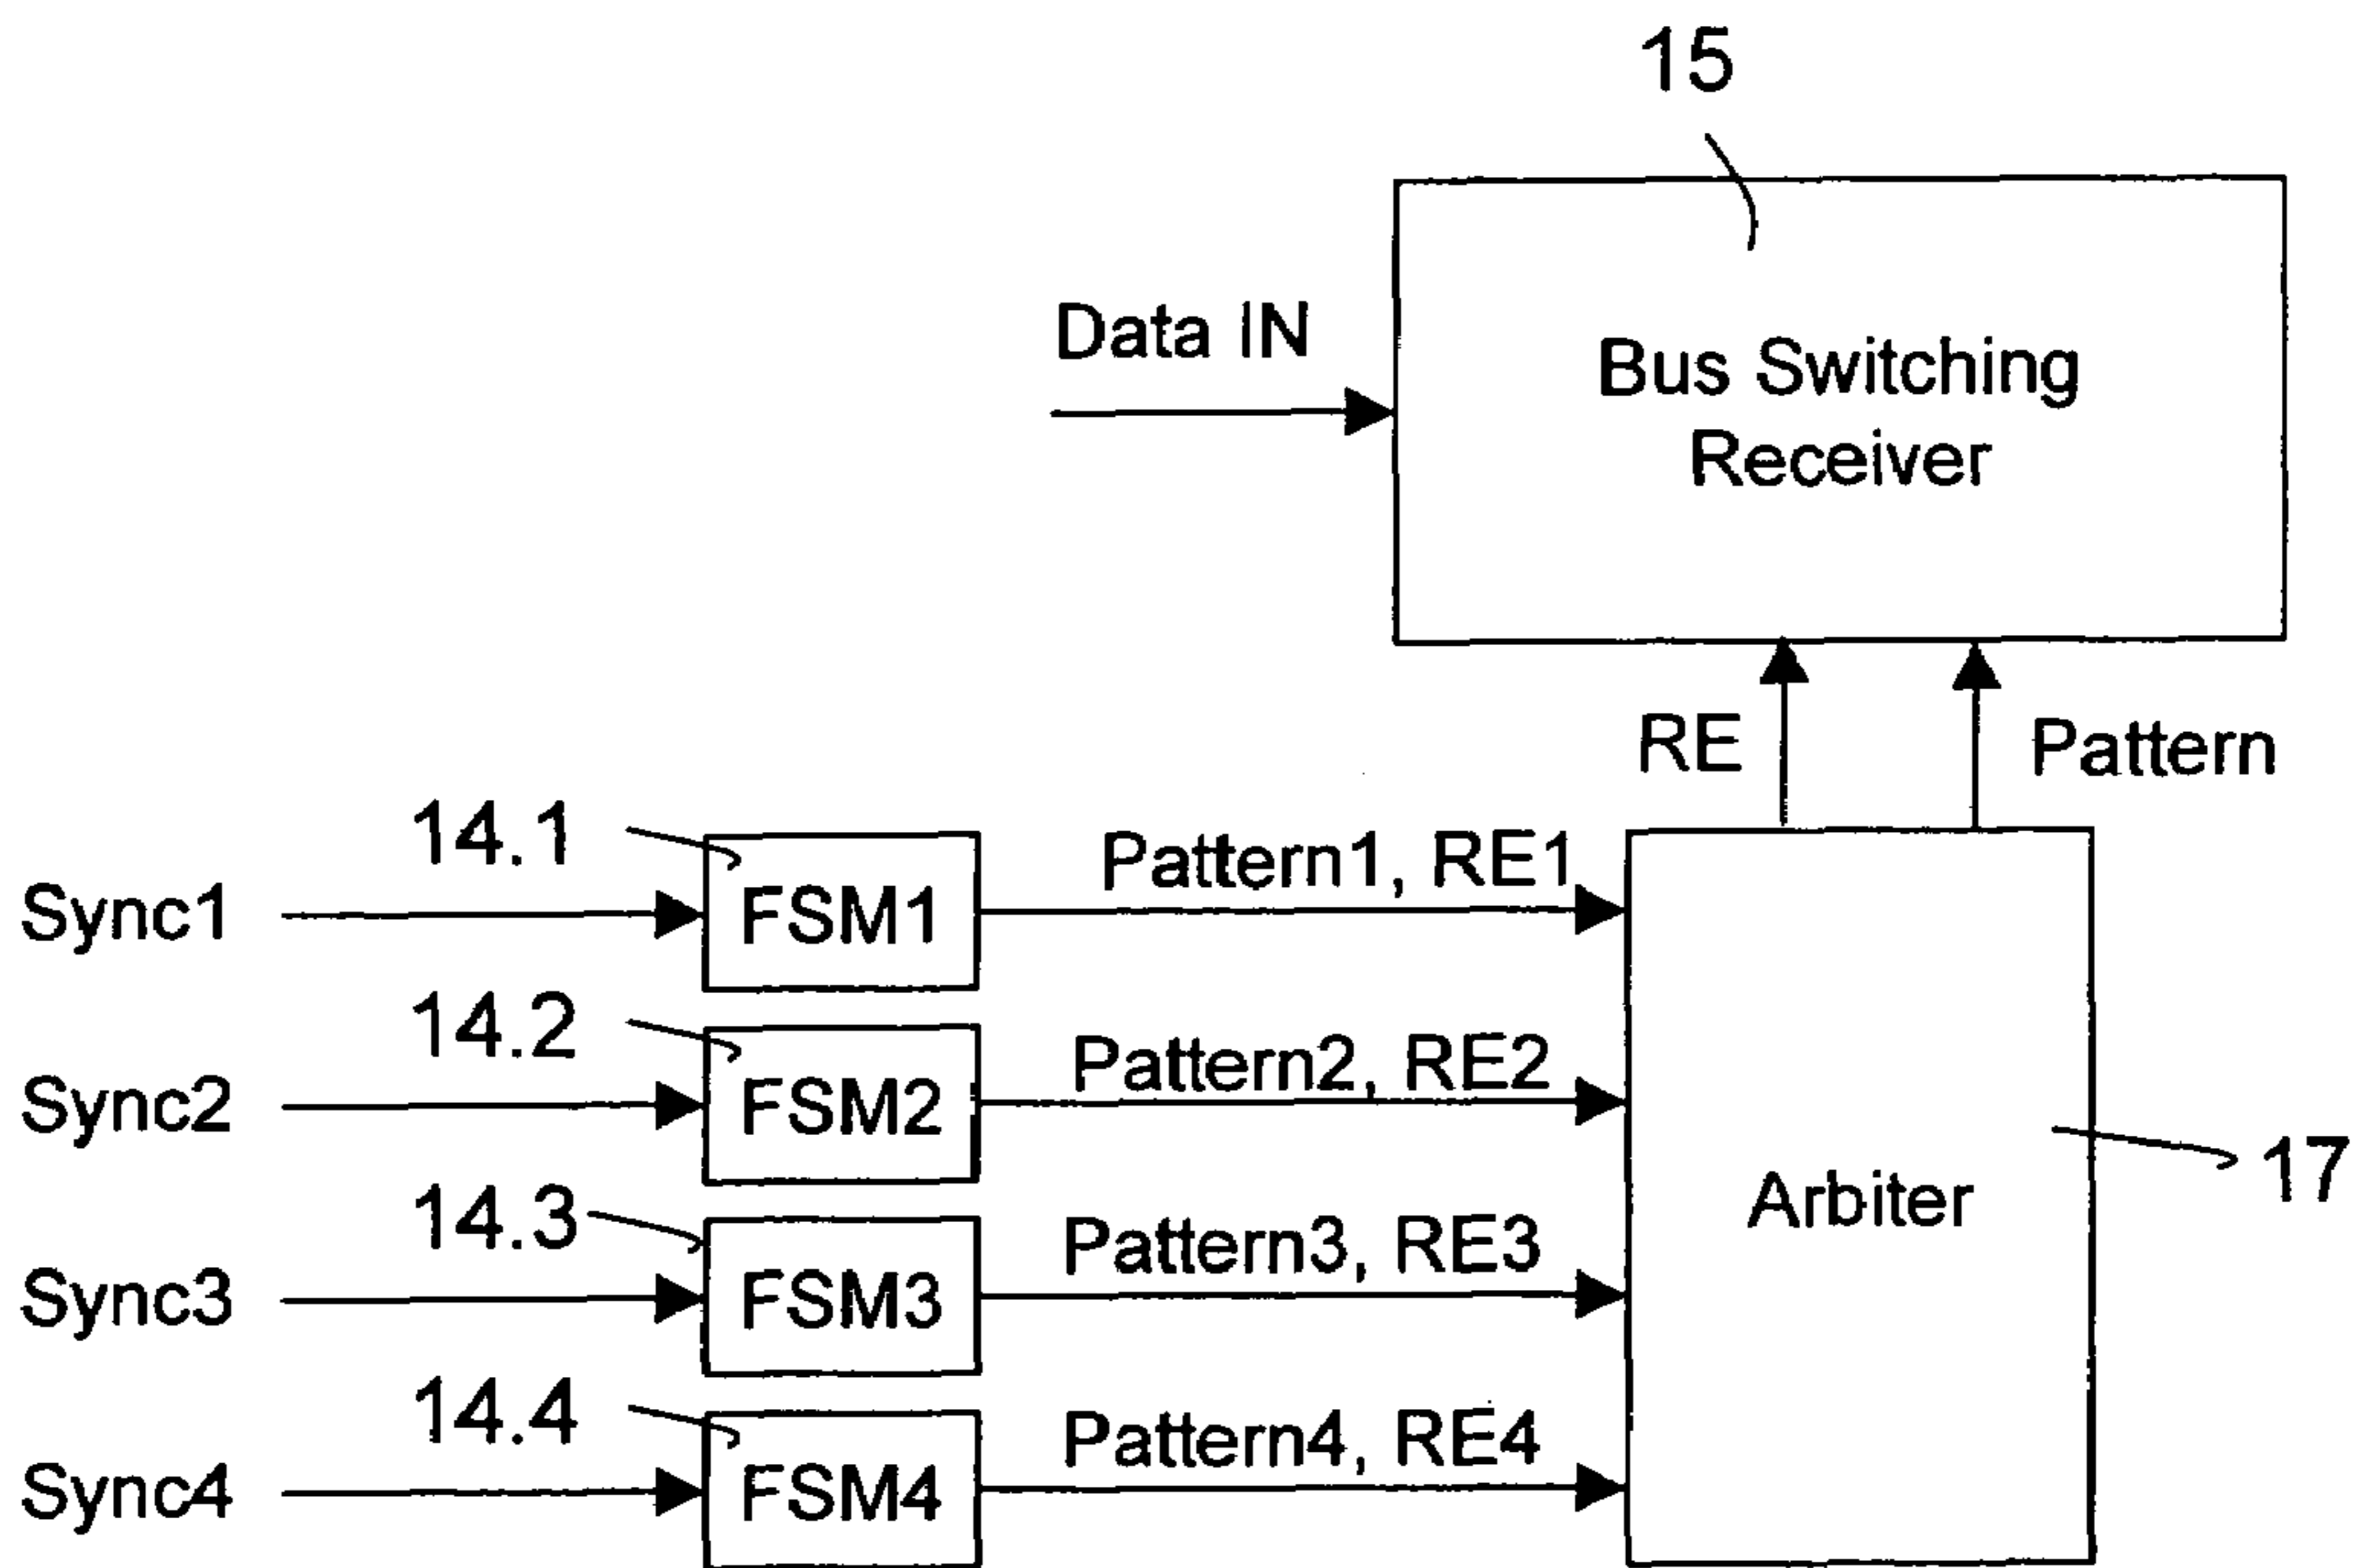 15
Data IN
Bus Switching
Receiver
RE
Pattern
14.1
Pattern1, RE1
Sync1
FSM1
14.2
Pattern2, RE2
Sync2
FSM2
Arbiter
17
14.3
Pattern3, RE3
Sync3
FSM3
14.4
Pattern4, RE4
Sync4
FSM4